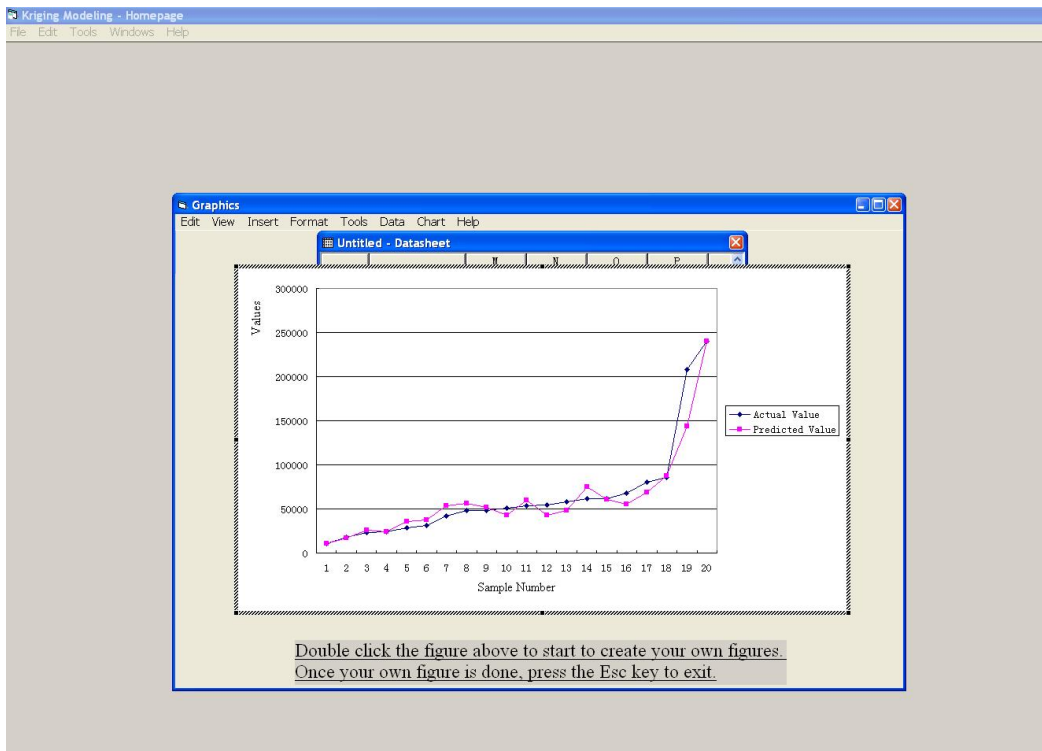 Kriging Modeling - Homepage
File Edit Tools Windows Help
Graphics
Edit View Insert Format Tools Data Chart Help
Untitled - Datasheet
M N O P
Values
300000
250000
200000
150000
100000
50000
0
1 2 3 4 5 6 7 8 9 10 11 12 13 14 15 16 17 18 19 20
Sample Number
Actual Value
Predicted Value
Double click the figure above to start to create your own figures.
Once your own figure is done, press the Esc key to exit.